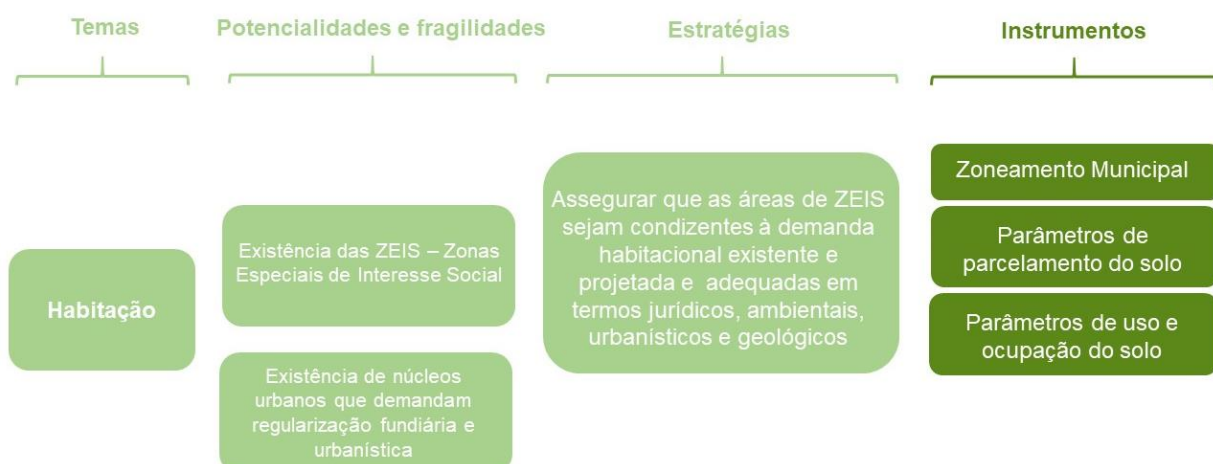 Temas
Potencialidades e fragilidades
Estratégias
Instrumentos
Habitação
Existência das ZEIS – Zonas
Especiais de Interesse Social
Existência de núcleos
urbanos que demandam
regularização fundiária e
urbanística
Assegurar que as áreas de ZEIS
sejam condizentes à demanda
habitacional existente e
projetada e adequadas em
termos jurídicos, ambientais,
urbanísticos e geológicos
Zoneamento Municipal
Parâmetros de
parcelamento do solo
Parâmetros de uso e
ocupação do solo